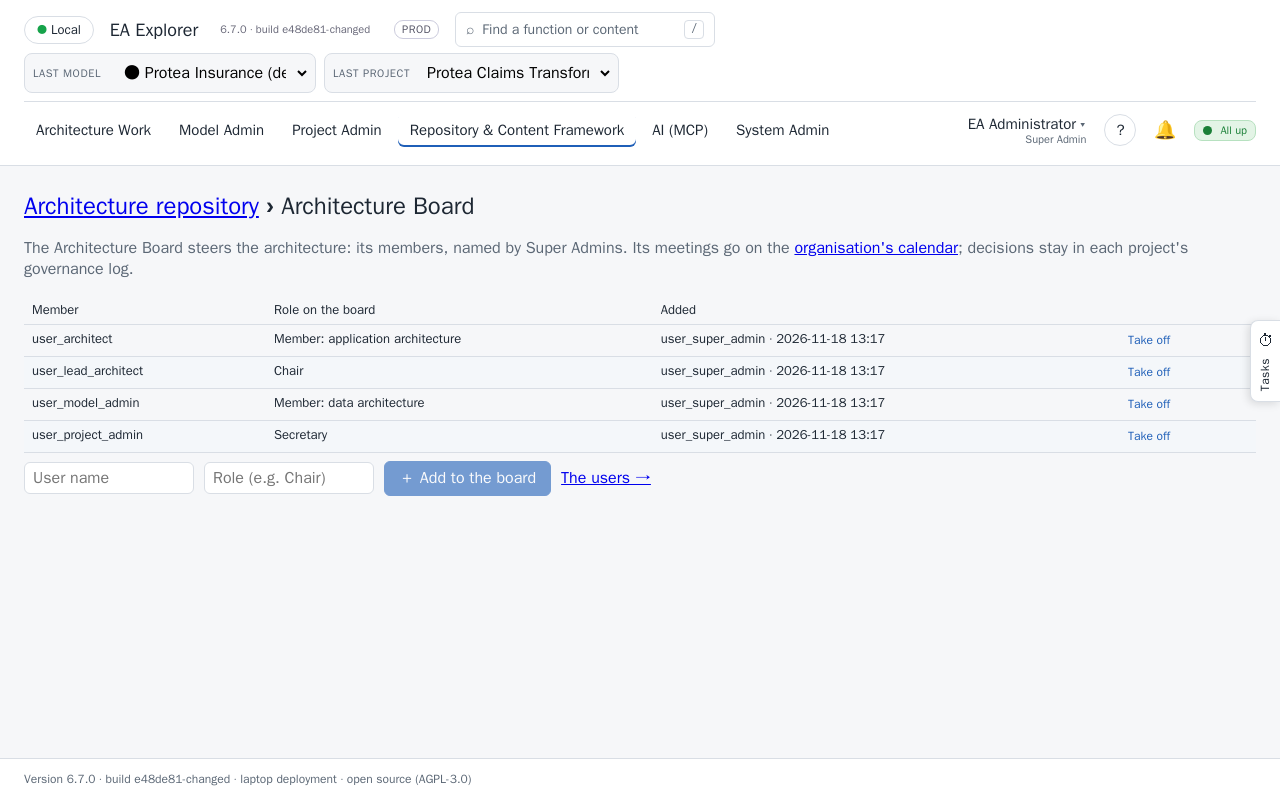 Local
EA Explorer
6.7.0 · build e48de81-changed
PROD
Find a function or content
/
LAST MODEL
Protea Insurance (de
LAST PROJECT
Protea Claims Transfor
Architecture Work
Model Admin
Project Admin
Repository & Content Framework
AI (MCP)
System Admin
EA Administrator
Super Admin
?
All up
Architecture repository › Architecture Board
The Architecture Board steers the architecture: its members, named by Super Admins. Its meetings go on the organisation's calendar; decisions stay in each project's
governance log.
Member Role on the board Added
user_architect Member: application architecture user_super_admin · 2026-11-18 13:17 Take off
user_lead_architect Chair user_super_admin · 2026-11-18 13:17 Take off
user_model_admin Member: data architecture user_super_admin · 2026-11-18 13:17 Take off
user_project_admin Secretary user_super_admin · 2026-11-18 13:17 Take off
Tasks
User name
Role (e.g. Chair)
+ Add to the board
The users →
Version 6.7.0 · build e48de81-changed · laptop deployment · open source (AGPL-3.0)